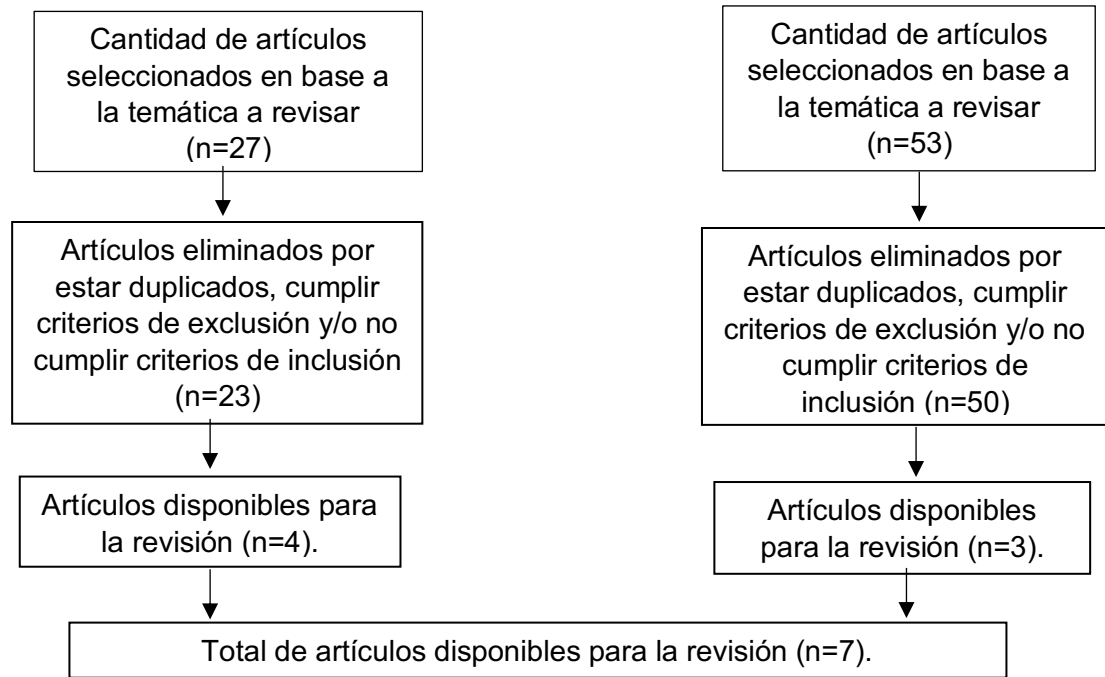 Cantidad de artículos
seleccionados en base a
la temática a revisar
(n=27)
Artículos eliminados por
estar duplicados, cumplir
criterios de exclusión y/o no
cumplir criterios de inclusión
(n=23)
Artículos disponibles para
la revisión (n=4).
Cantidad de artículos
seleccionados en base a
la temática a revisar
(n=53)
Artículos eliminados por
estar duplicados, cumplir
criterios de exclusión y/o no
cumplir criterios de
inclusión (n=50)
Artículos disponibles
para la revisión (n=3).
Total de artículos disponibles para la revisión (n=7).